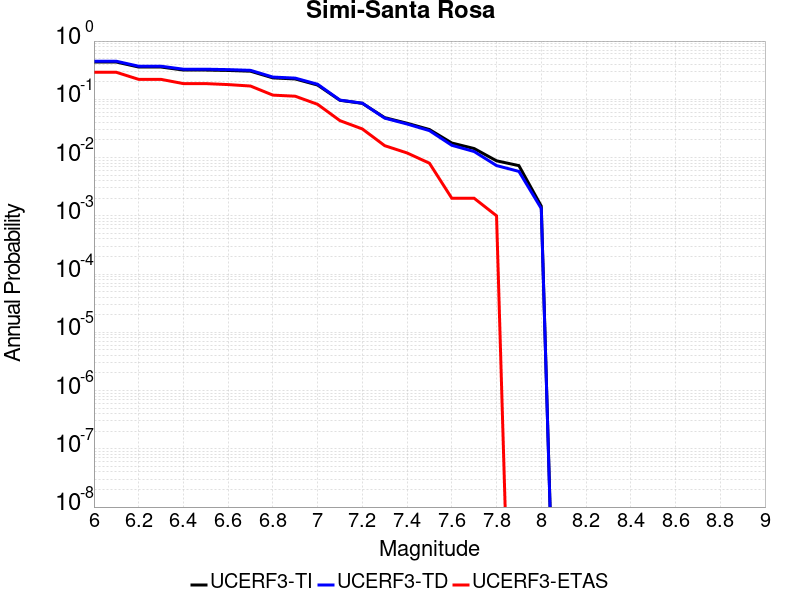 Simi-Santa Rosa
10^0
10^-1
10^-2
10^-3
10^-4
10^-5
10^-6
10^-7
10^-8
Annual Probability
6 6.2 6.4 6.6 6.8 7 7.2 7.4 7.6 7.8 8 8.2 8.4 8.6 8.8 9
Magnitude
UCERF3-TI UCERF3-TD UCERF3-ETAS